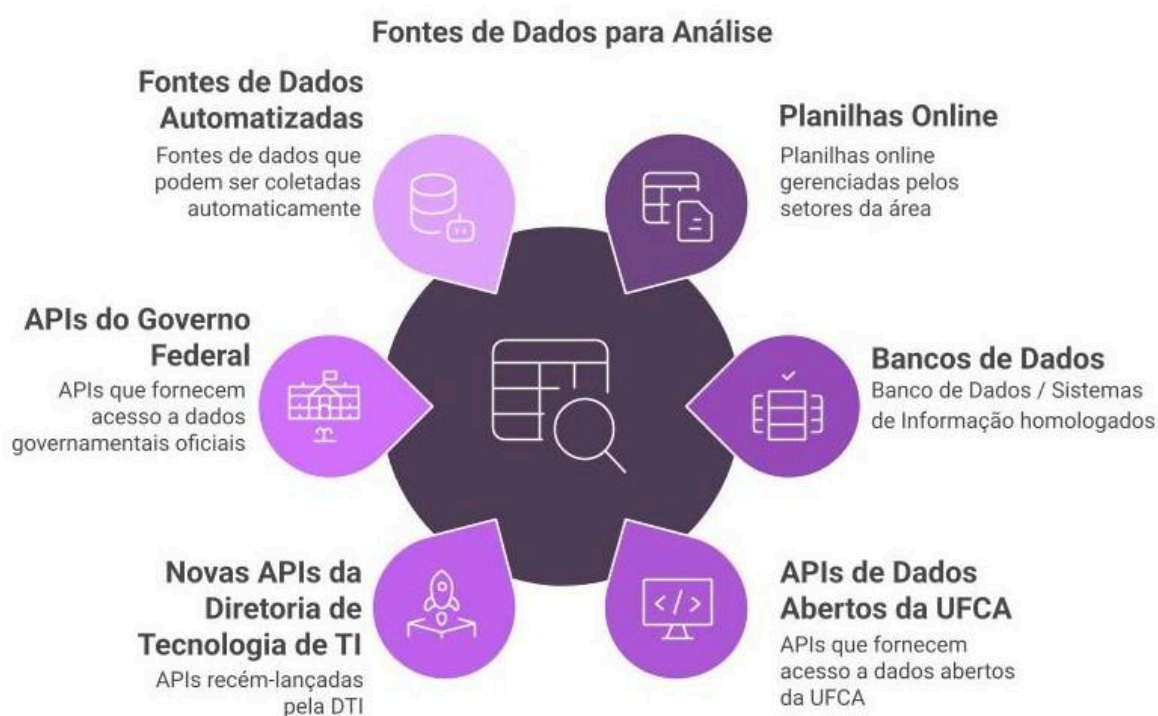 Fontes de Dados para Análise
Fontes de Dados
Automatizadas
Fontes de dados que
podem ser coletadas
automaticamente
Planilhas Online
Planilhas online
gerenciadas pelos
setores da área
APIs do Governo
Federal
APIs que fornecem
acesso a dados
governamentais oficiais
Bancos de Dados
Banco de Dados / Sistemas
de Informação homologados
Novas APIs da
Diretoria de
Tecnologia de TI
APIs recém-lançadas
pela DTI
APIs de Dados
Abertos da UFCA
APIs que fornecem
acesso a dados abertos
da UFCA